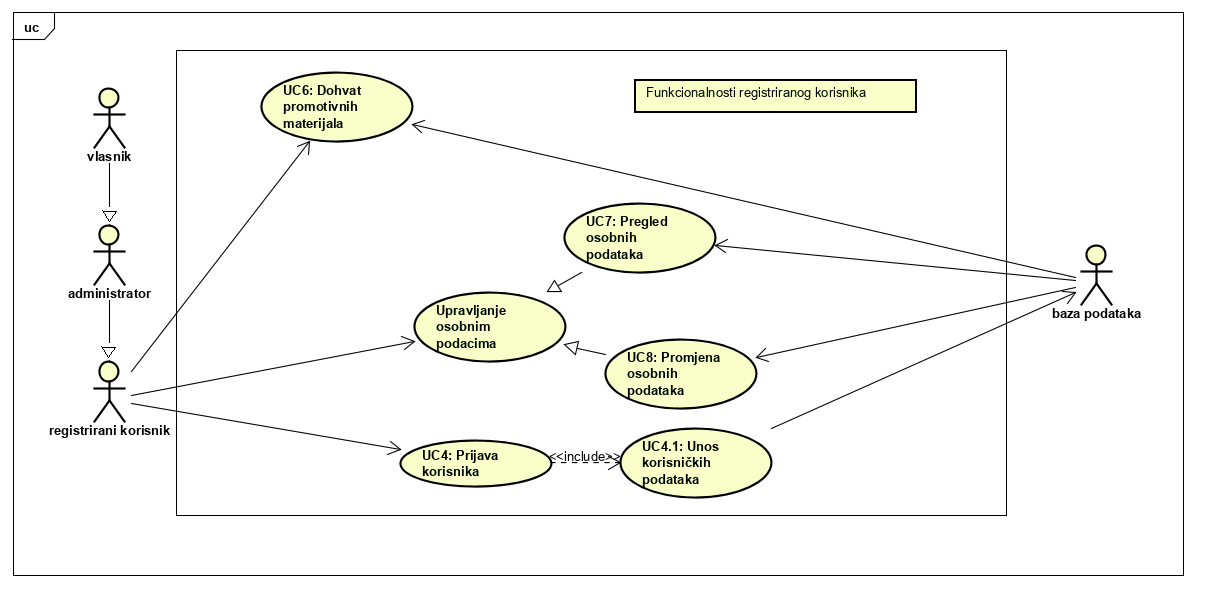 uc
UC6: Dohvat
promotivnih
materijala
Funkcionalnosti registriranog korisnika
vlasnik
UC7: Pregled
osobnih
podataka
administrator
baza podataka
Upravljanje
osobnim
podacima
UC8: Promjena
osobnih
podataka
registrirani korisnik
UC4: Prijava
korisnika
<<include>>
UC4.1: Unos
korisničkih
podataka